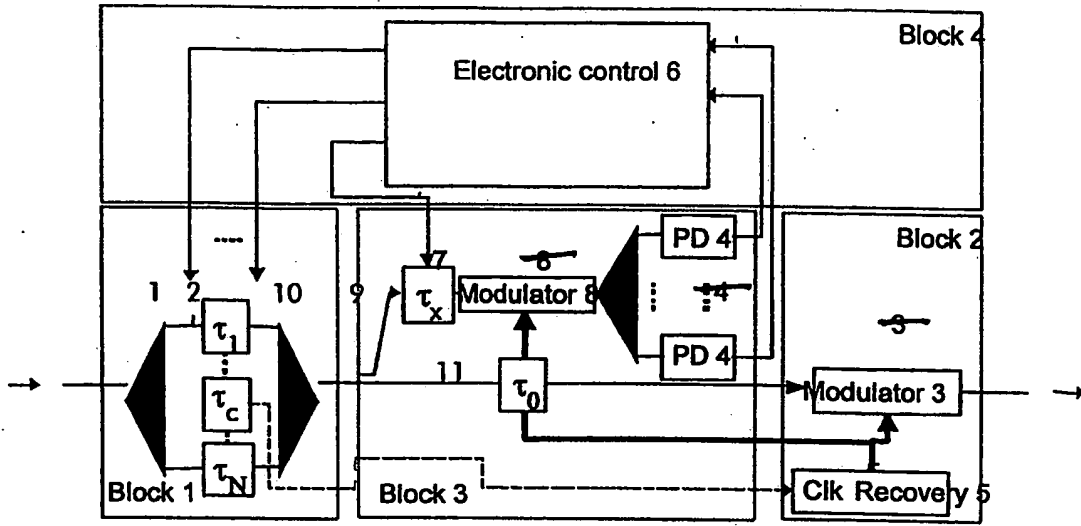 Block 4
Electronic control 6
Block 2
PD 4
6
7
1 2 10 9
τ1
τx
Modulator 8
4
3
PD 4
11
τc
τ0
Modulator 3
τN
Block 1
Block 3
Clk Recovery 5